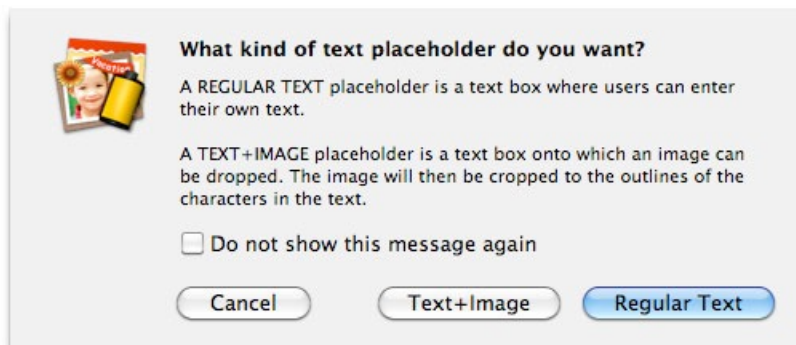 Vacation
What kind of text placeholder do you want?
A REGULAR TEXT placeholder is a text box where users can enter
their own text.
A TEXT+IMAGE placeholder is a text box onto which an image can
be dropped. The image will then be cropped to the outlines of the
characters in the text.
Do not show this message again
Cancel Text+Image Regular Text